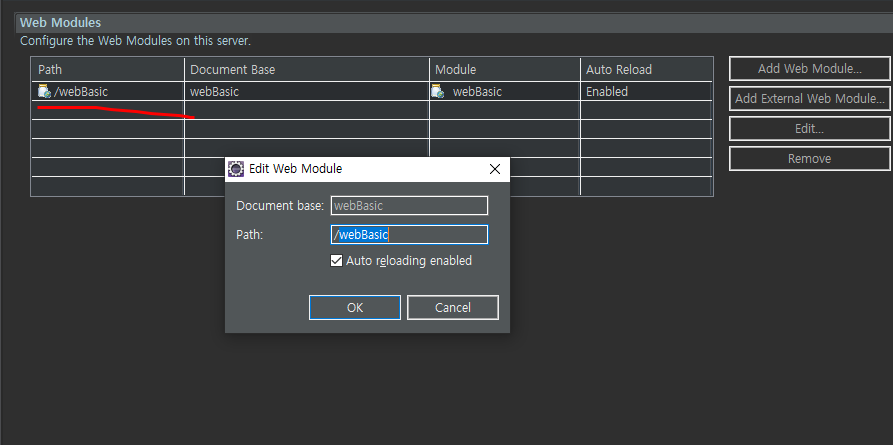 Web Modules
Configure the Web Modules on this server.
Path Document Base Module Auto Reload
/webBasic webBasic webBasic Enabled
Add Web Module...
Add External Web Module...
Edit...
Remove
Edit Web Module
Document base: webBasic
Path: /webBasic
Auto reloading enabled
OK Cancel